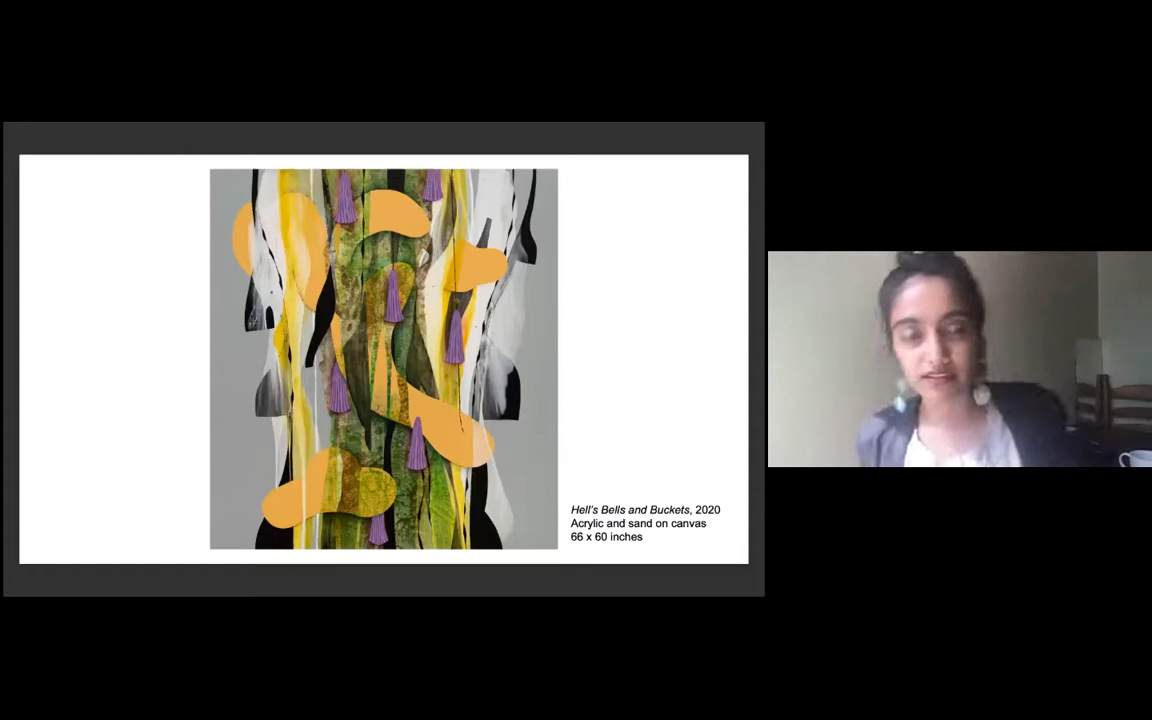 Hell's Bells and Buckets, 2020
Acrylic and sand on canvas
66 x 60 inches